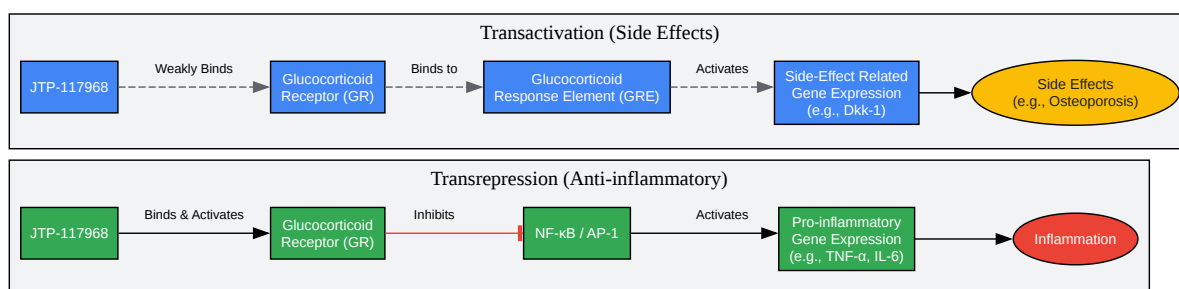 Transactivation (Side Effects)
JTP-117968
Weakly Binds
Glucocorticoid
Receptor (GR)
Binds to
Glucocorticoid
Response Element (GRE)
Activates
Side-Effect Related
Gene Expression
(e.g., Dkk-1)
Side Effects
(e.g., Osteoporosis)
Transrepression (Anti-inflammatory)
JTP-117968
Binds & Activates
Glucocorticoid
Receptor (GR)
Inhibits
NF-κB / AP-1
Activates
Pro-inflammatory
Gene Expression
(e.g., TNF-α, IL-6)
Inflammation